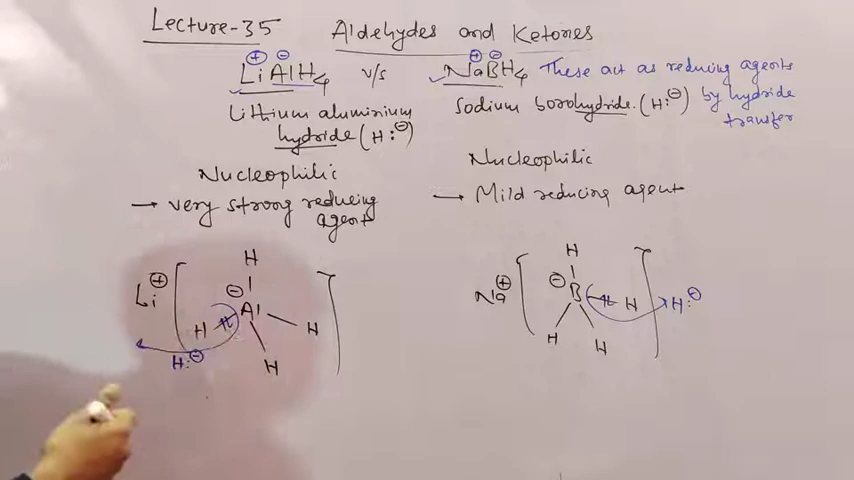 Lecture-35 Aldehydes and Ketones
⊕ ⊖ ⊕ ⊖
LiAlH4 v/s NaBH4 These act as reducing agents
Lithium aluminium sodium borohydride. (H:⊖) by hydride
hydride (H:⊖) transfer
Nucleophilic Nucleophilic
→ very strong reducing → Mild reducing agent
agent
H H
Li⊕ [ ⊖ Al ] Na⊕ [ ⊖ B H ] H:⊖
H H
H:⊖ H H H